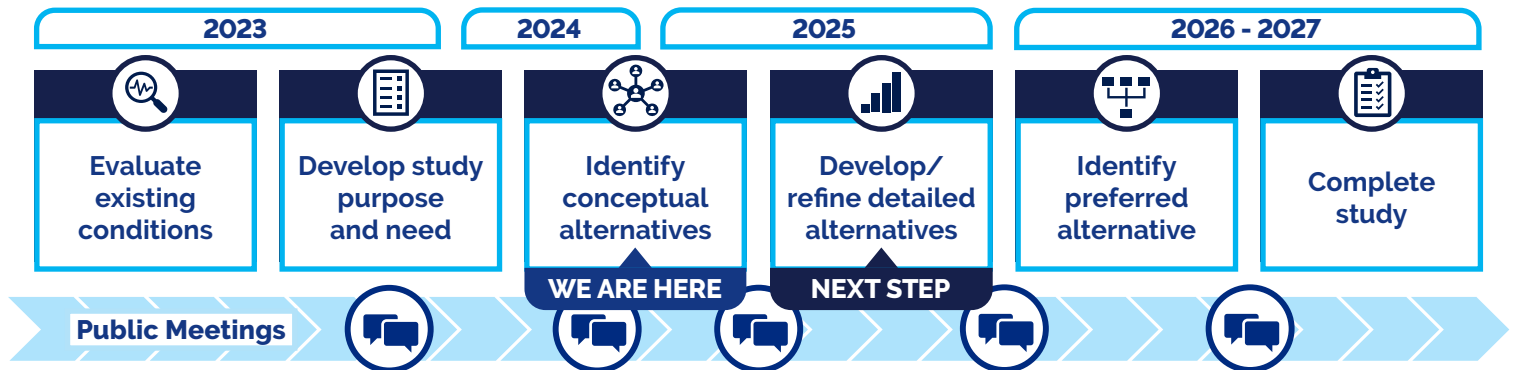 2023
2024
2025
2026 - 2027
Evaluate
existing
conditions
Develop study
purpose
and need
Identify
conceptual
alternatives
Develop/
refine detailed
alternatives
Identify
preferred
alternative
Complete
study
WE ARE HERE
NEXT STEP
Public Meetings